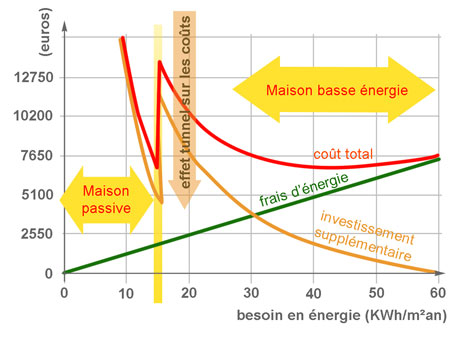 (euros)
12750
10200
7650
5100
2550
0
effet tunnel sur les coûts
Maison basse énergie
Maison
passive
coût total
frais d'énergie
investissement
supplémentaire
0
10
20
30
40
50
60
besoin en énergie (KWh/m²an)